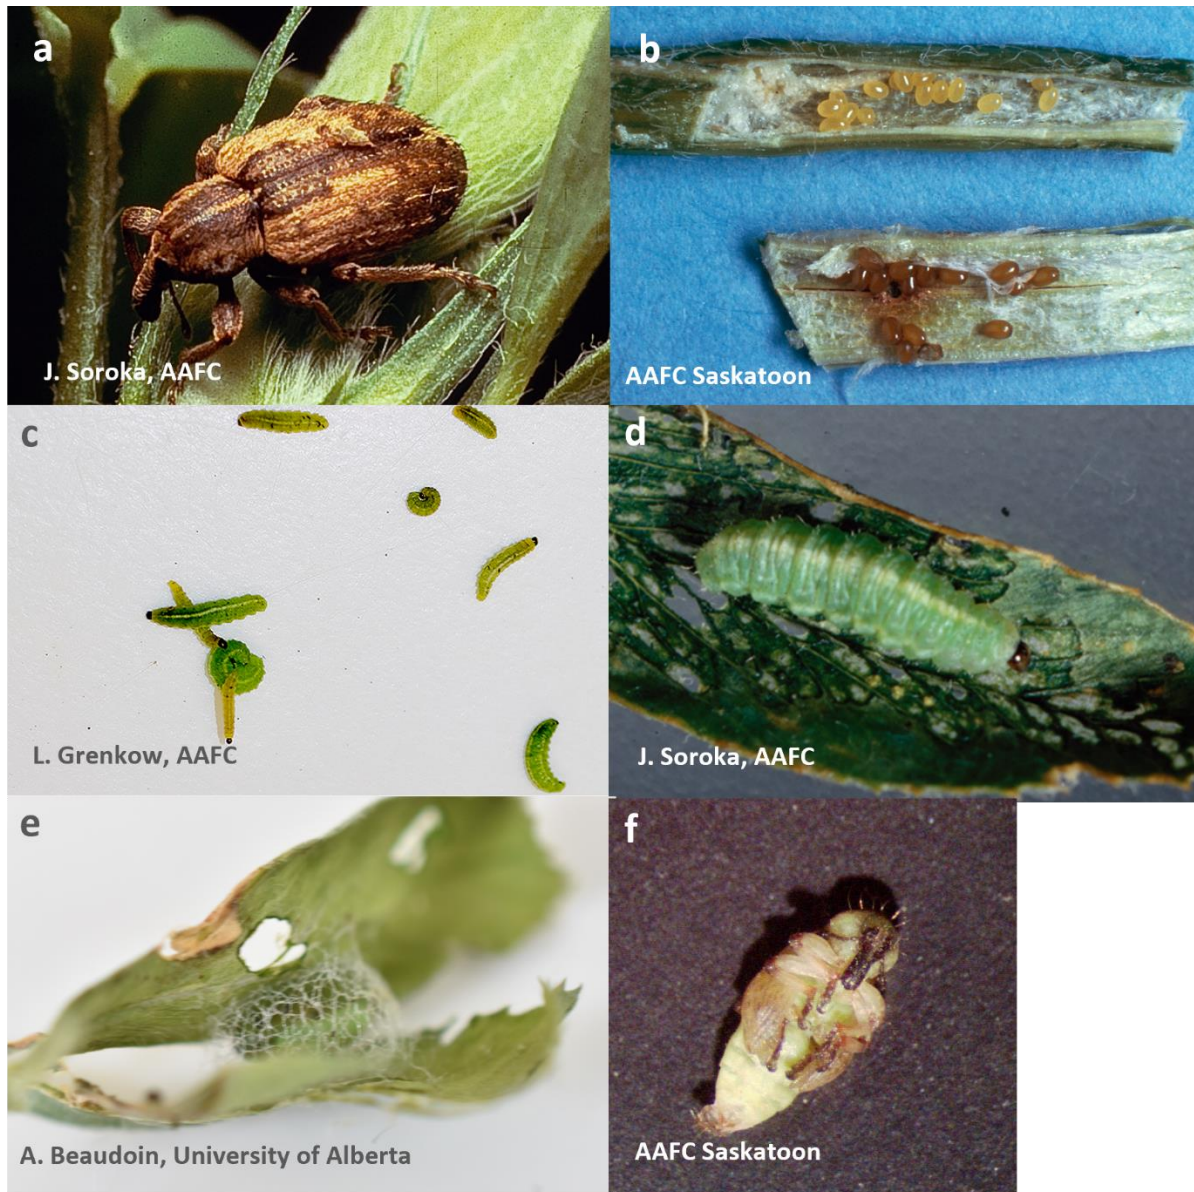 a
b
J. Soroka, AAFC
AAFC Saskatoon
c
d
L. Grenkow, AAFC
J. Soroka, AAFC
e
f
A. Beaudoin, University of Alberta
AAFC Saskatoon